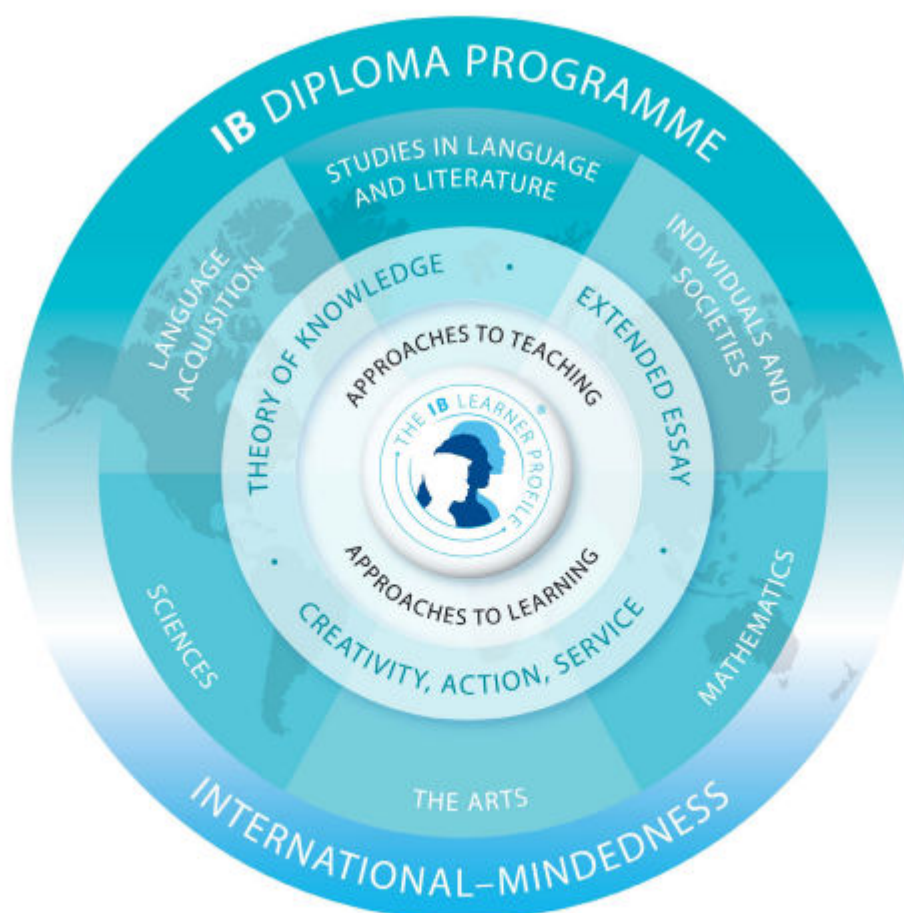 IB DIPLOMA PROGRAMME
STUDIES IN LANGUAGE
AND LITERATURE
LANGUAGE
ACQUISITION
INDIVIDUALS AND
SOCIETIES
THEORY OF KNOWLEDGE
EXTENDED ESSAY
APPROACHES TO TEACHING
THE IB LEARNER PROFILE®
APPROACHES TO LEARNING
CREATIVITY, ACTION, SERVICE
SCIENCES
MATHEMATICS
THE ARTS
INTERNATIONAL–MINDEDNESS